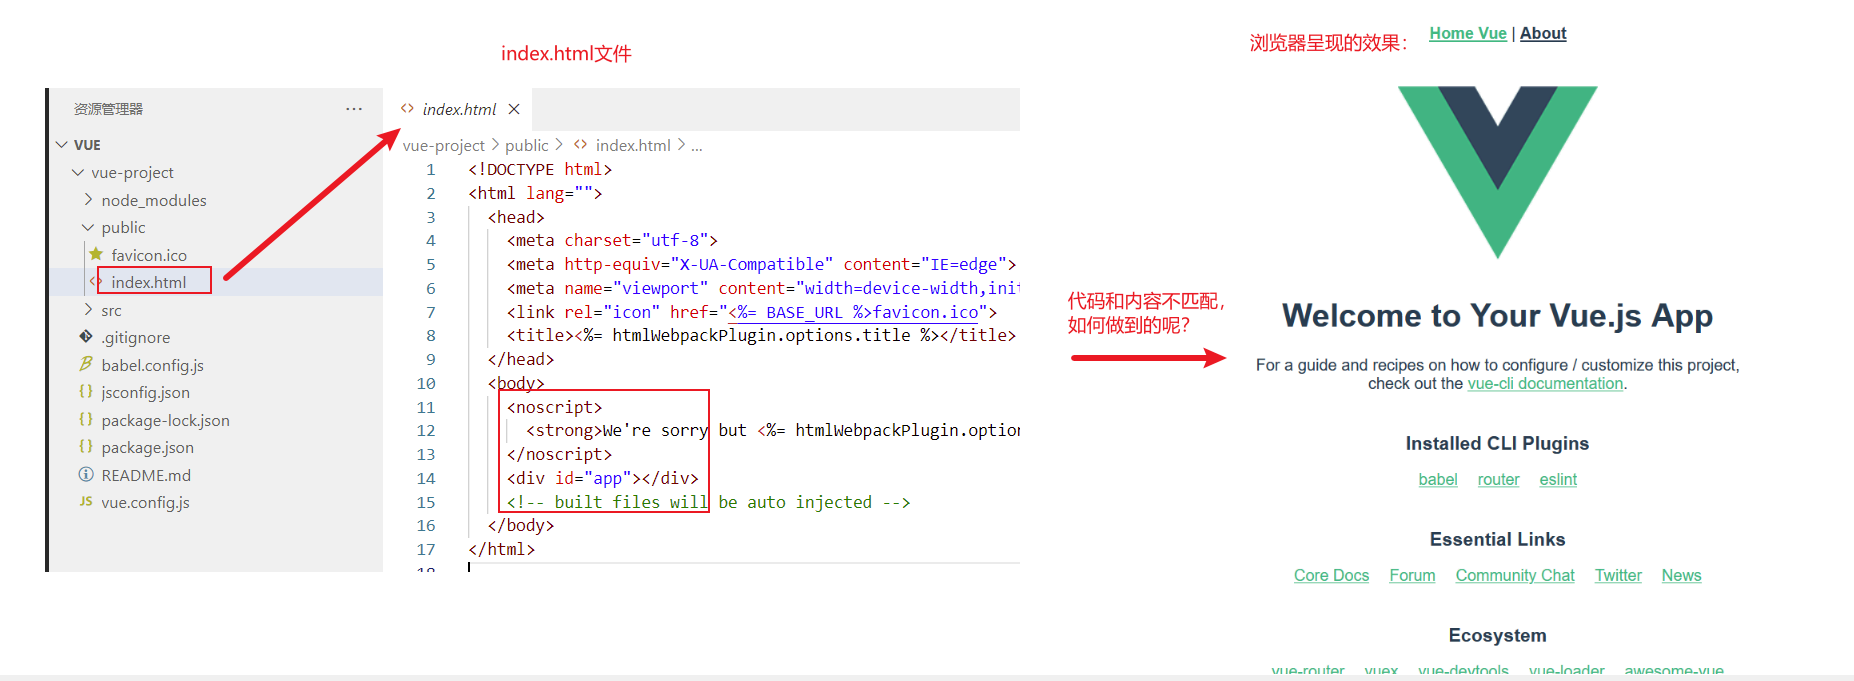 index.html文件
资源管理器 ···
VUE
vue-project
node_modules
public
favicon.ico
<> index.html
src
.gitignore
babel.config.js
{} jsconfig.json
{} package-lock.json
{} package.json
README.md
JS vue.config.js
<> index.html ×
vue-project > public > <> index.html > ...
1 <!DOCTYPE html>
2 <html lang="">
3 <head>
4 <meta charset="utf-8">
5 <meta http-equiv="X-UA-Compatible" content="IE=edge">
6 <meta name="viewport" content="width=device-width,init
7 <link rel="icon" href="<%= BASE_URL %>favicon.ico">
8 <title><%= htmlWebpackPlugin.options.title %></title>
9 </head>
10 <body>
11 <noscript>
12 <strong>We're sorry but <%= htmlWebpackPlugin.option
13 </noscript>
14 <div id="app"></div>
15 <!-- built files will be auto injected -->
16 </body>
17 </html>
18
代码和内容不匹配，
如何做到的呢？
浏览器呈现的效果：
Home Vue | About
Welcome to Your Vue.js App
For a guide and recipes on how to configure / customize this project,
check out the vue-cli documentation.
Installed CLI Plugins
babel router eslint
Essential Links
Core Docs Forum Community Chat Twitter News
Ecosystem
vue-router vuex vue-devtools vue-loader awesome-vue